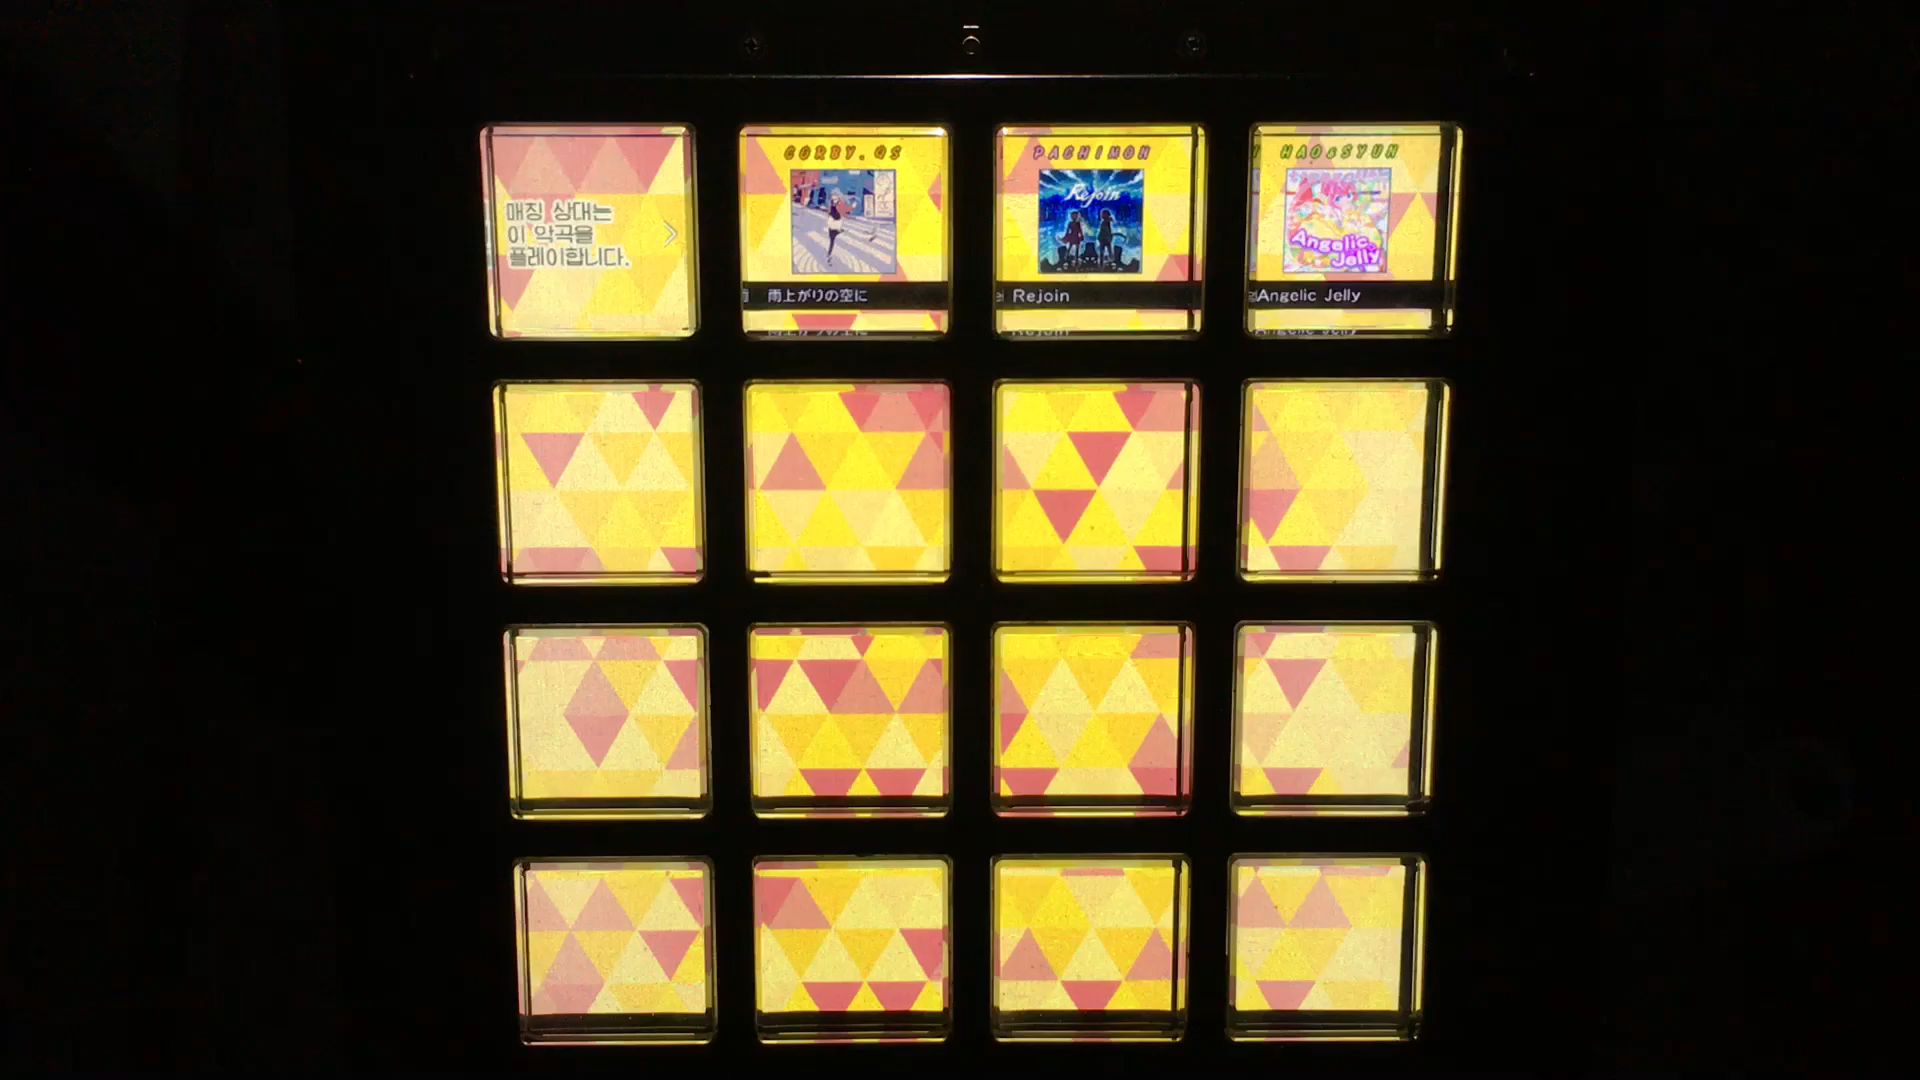 매칭 상대는
이 악곡을
플레이합니다.
CORBY.GS
雨上がりの空に
PACHIMON
Rejoin
Rejoin
HAO&SYUN
Angelic
Jelly
Angelic Jelly